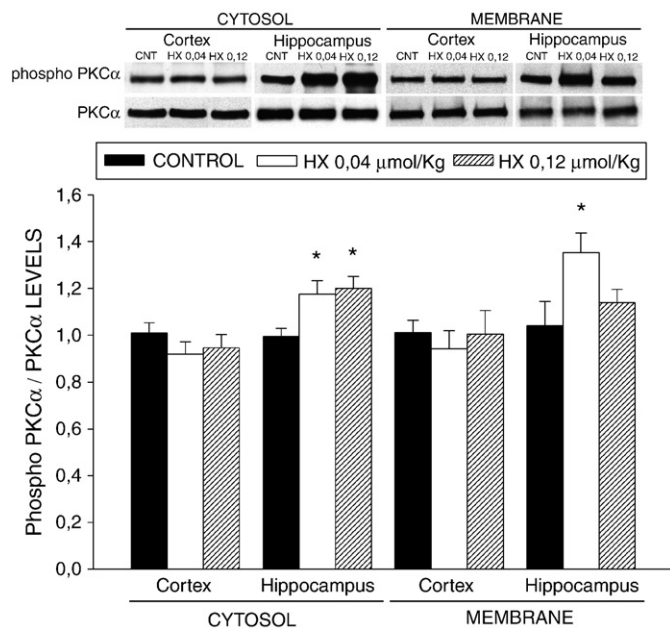 CYTOSOL MEMBRANE
Cortex Hippocampus Cortex Hippocampus
CNT HX 0,04 HX 0,12 CNT HX 0,04 HX 0,12 CNT HX 0,04 HX 0,12 CNT HX 0,04 HX 0,12
phospho PKCα
PKCα
CONTROL HX 0,04 μmol/Kg HX 0,12 μmol/Kg
Phospho PKCα / PKCα LEVELS
1,6
1,4
1,2
1,0
0,8
0,6
0,4
0,2
0,0
* * *
Cortex Hippocampus Cortex Hippocampus
CYTOSOL MEMBRANE